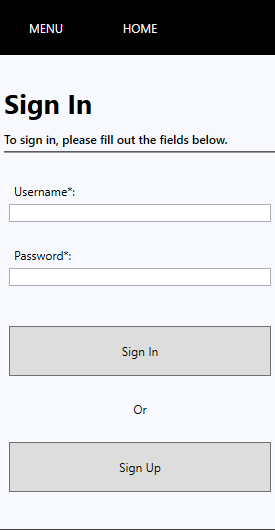 MENU HOME
Sign In
To sign in, please fill out the fields below.
Username*:
Password*:
Sign In
Or
Sign Up